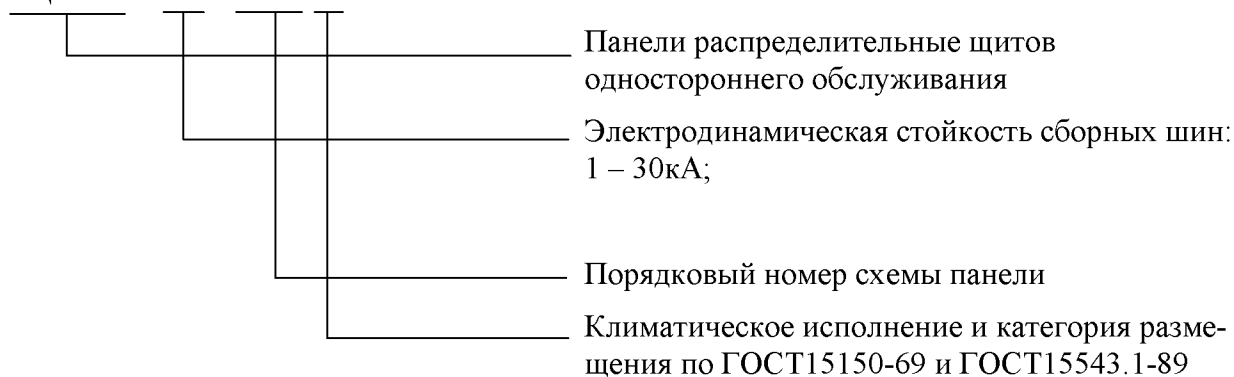 Панели распределительные щитов
одностороннего обслуживания
Электродинамическая стойкость сборных шин:
1 – 30кА;
Порядковый номер схемы панели
Климатическое исполнение и категория разме-
щения по ГОСТ15150-69 и ГОСТ15543.1-89